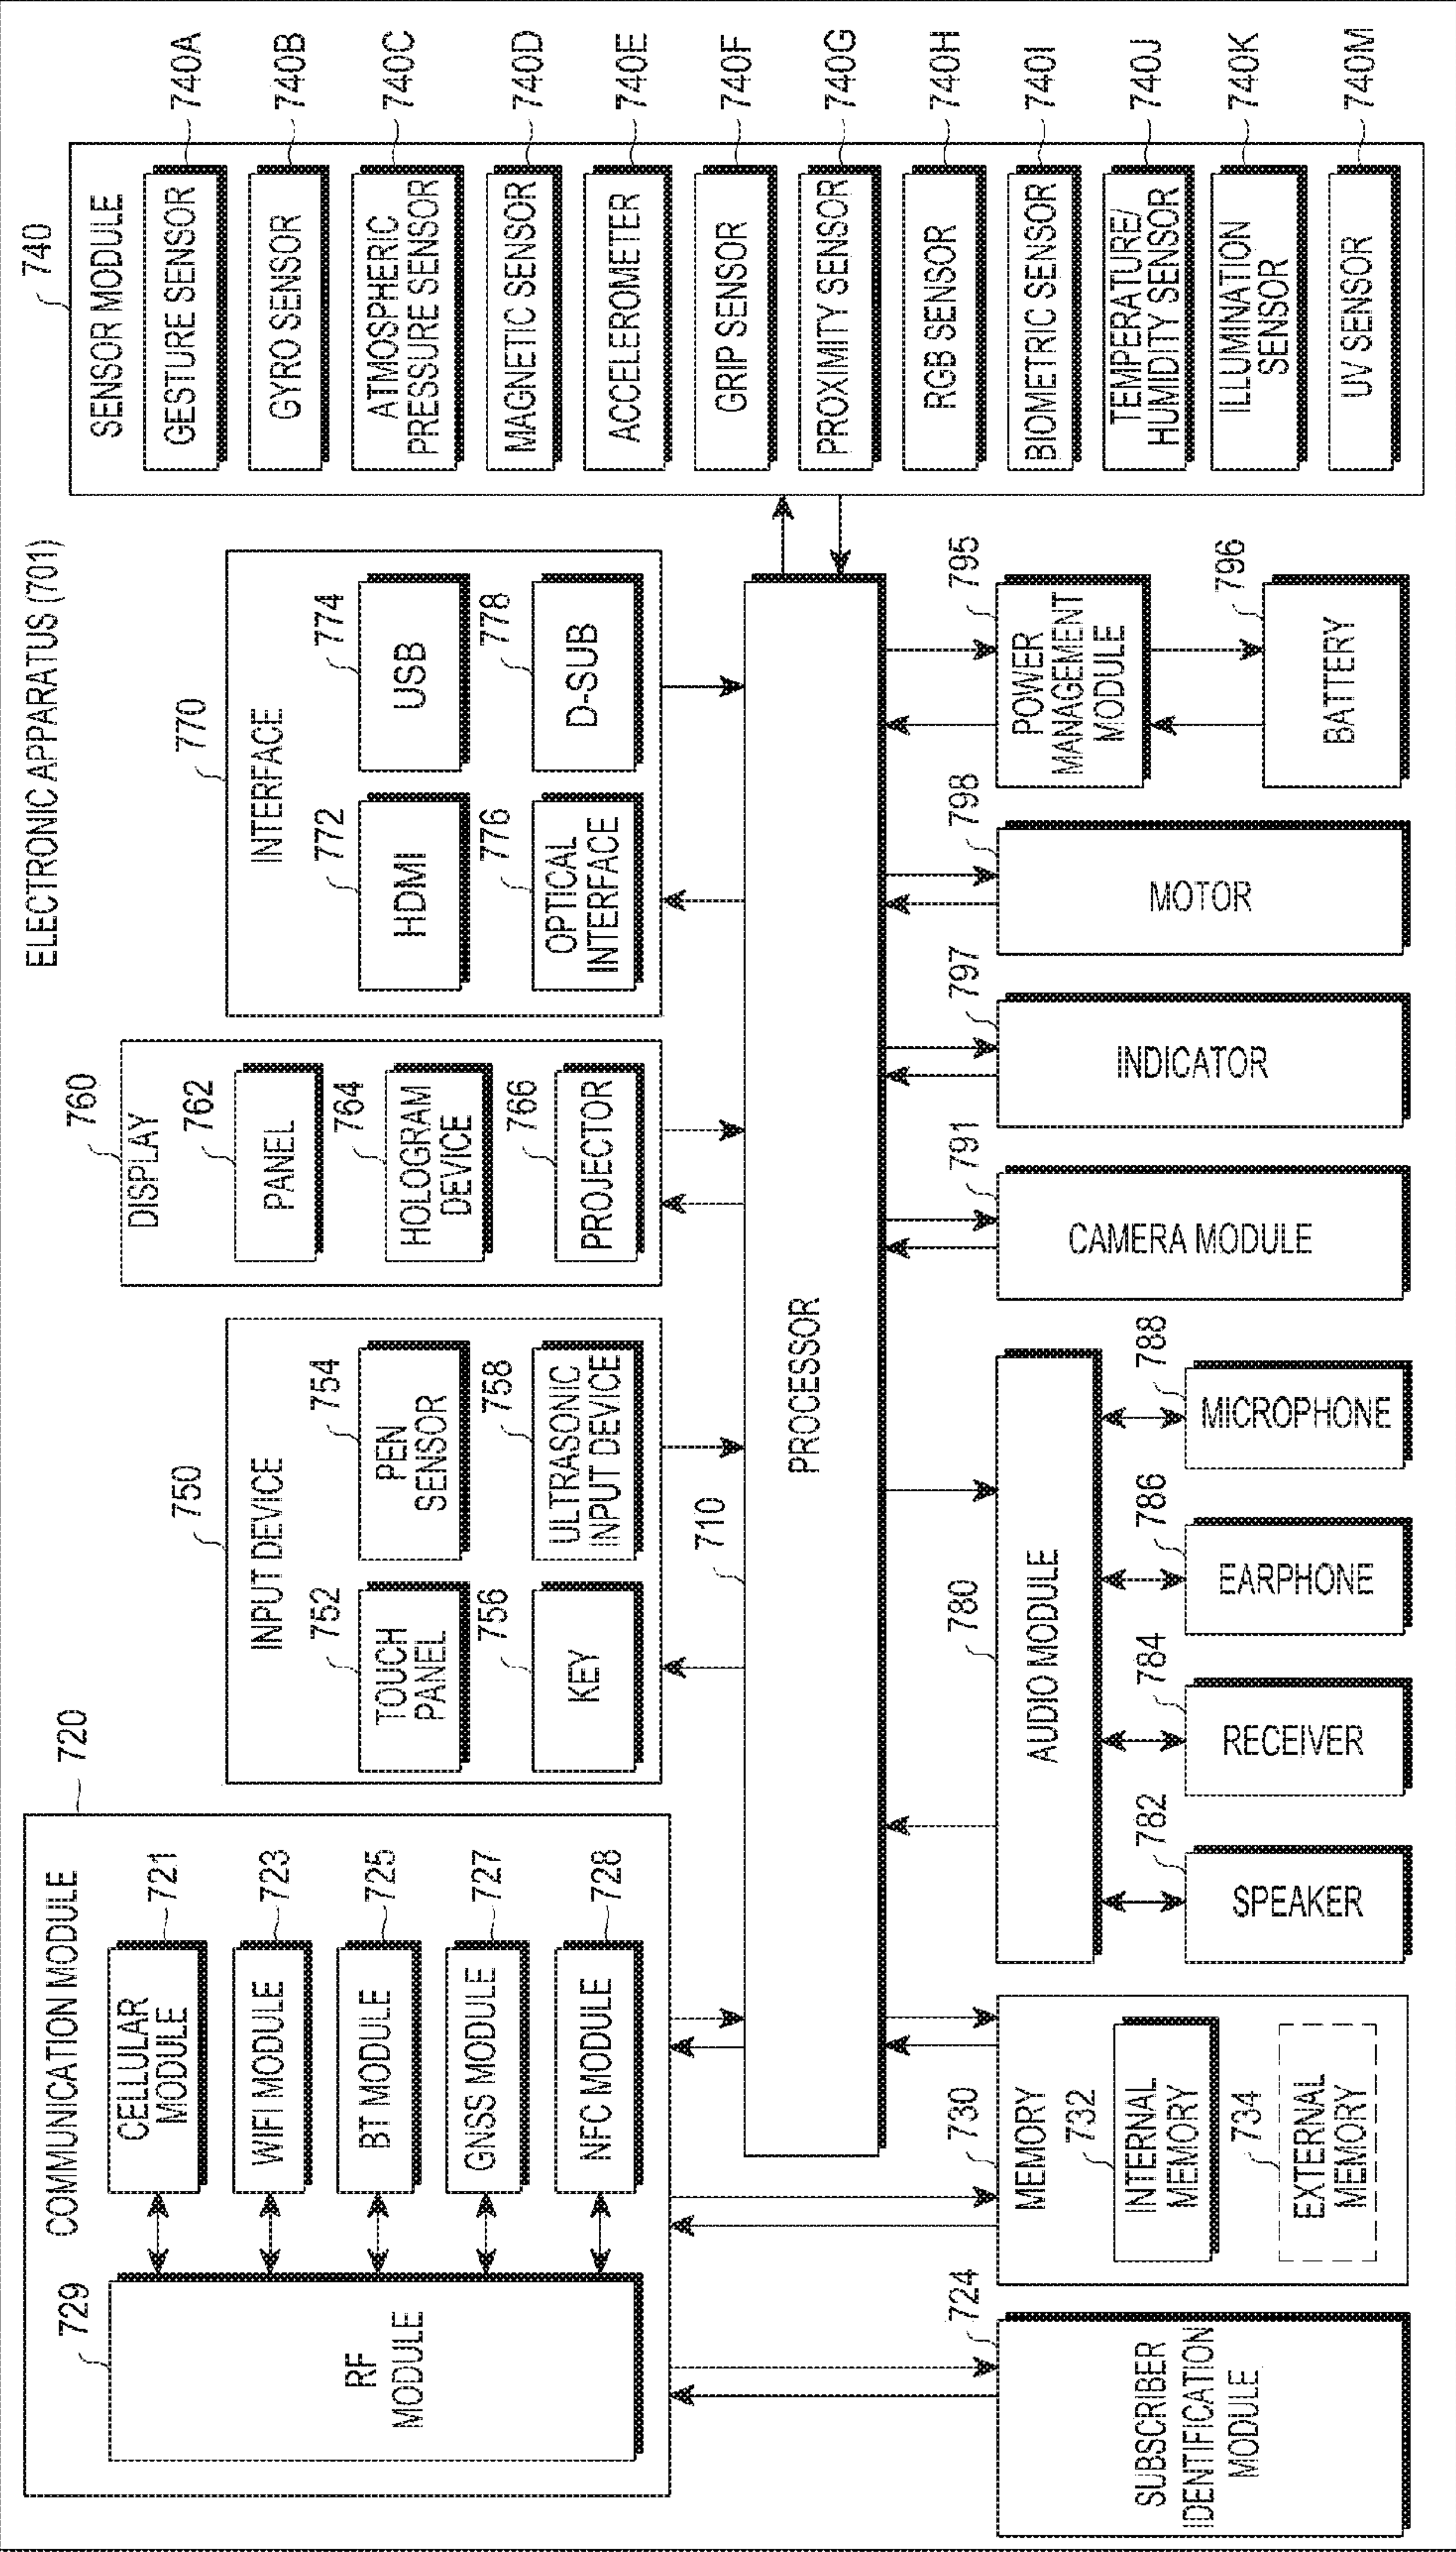 ELECTRONIC APPARATUS (701)
720
COMMUNICATION MODULE
729
RF
MODULE
CELLULAR
MODULE
721
WIFI MODULE
723
BT MODULE
725
GNSS MODULE
727
NFC MODULE
728
750
INPUT DEVICE
752
TOUCH
PANEL
754
PEN
SENSOR
756
KEY
758
ULTRASONIC
INPUT DEVICE
760
DISPLAY
762
PANEL
764
HOLOGRAM
DEVICE
766
PROJECTOR
770
INTERFACE
772
HDMI
774
USB
776
OPTICAL
INTERFACE
778
D-SUB
740
SENSOR MODULE
GESTURE SENSOR
740A
GYRO SENSOR
740B
ATMOSPHERIC
PRESSURE SENSOR
740C
MAGNETIC SENSOR
740D
ACCELEROMETER
740E
GRIP SENSOR
740F
PROXIMITY SENSOR
740G
RGB SENSOR
740H
BIOMETRIC SENSOR
740I
TEMPERATURE/
HUMIDITY SENSOR
740J
ILLUMINATION
SENSOR
740K
UV SENSOR
740M
710
PROCESSOR
724
SUBSCRIBER
IDENTIFICATION
MODULE
730
MEMORY
732
INTERNAL
MEMORY
734
EXTERNAL
MEMORY
780
AUDIO MODULE
782
SPEAKER
784
RECEIVER
786
EARPHONE
788
MICROPHONE
791
CAMERA MODULE
797
INDICATOR
798
MOTOR
795
POWER
MANAGEMENT
MODULE
796
BATTERY